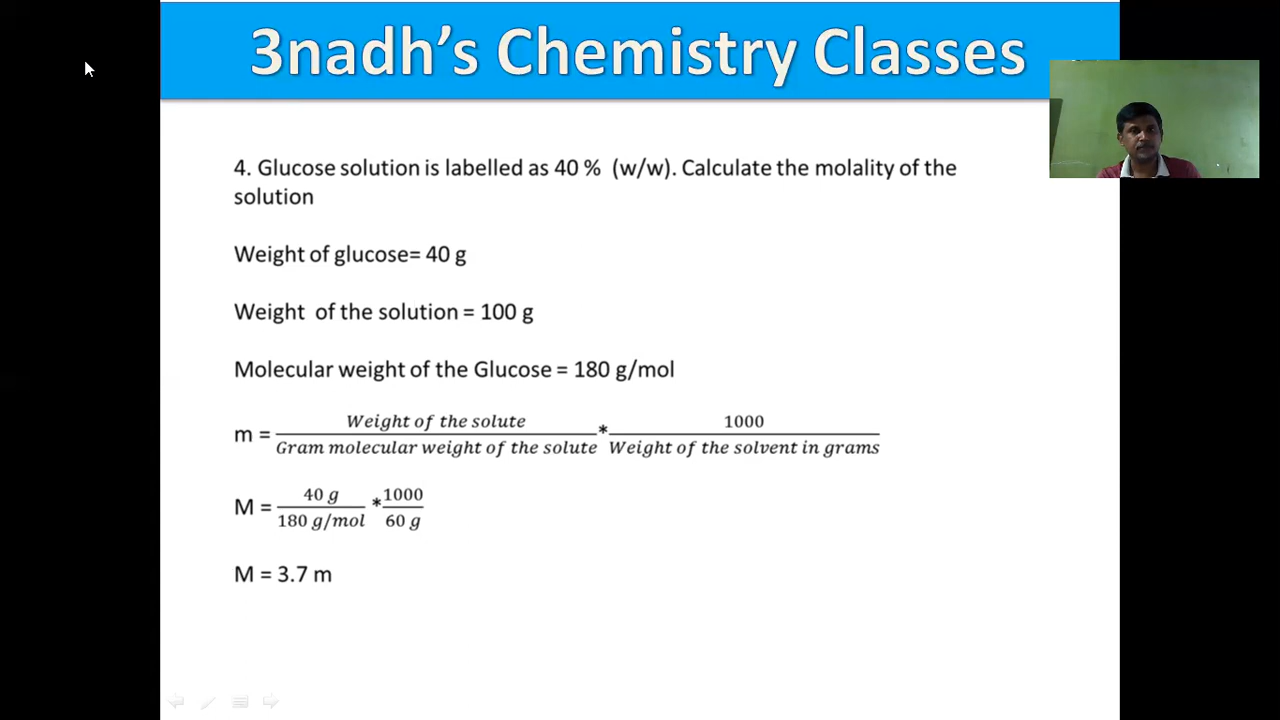 3nadh's Chemistry Classes
4. Glucose solution is labelled as 40 % (w/w). Calculate the molality of the
solution
Weight of glucose= 40 g
Weight of the solution = 100 g
Molecular weight of the Glucose = 180 g/mol
m = Weight of the solute / Gram molecular weight of the solute * 1000 / Weight of the solvent in grams
M = 40 g / 180 g/mol * 1000 / 60 g
M = 3.7 m